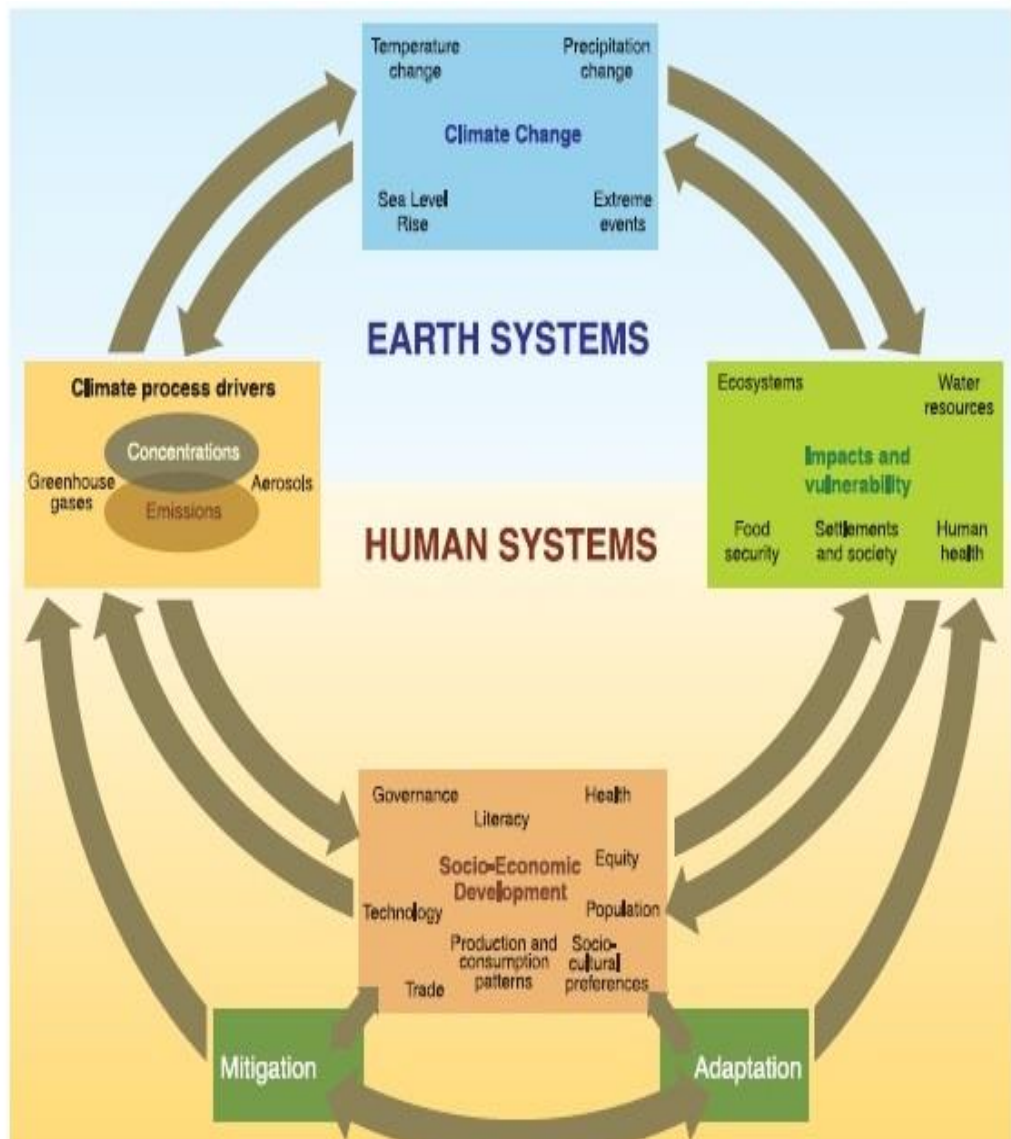 Temperature
change
Precipitation
change
Climate Change
Sea Level
Rise
Extreme
events
EARTH SYSTEMS
Climate process drivers
Concentrations
Greenhouse
gases
Aerosols
Emissions
Ecosystems
Water
resources
Impacts and
vulnerability
Food
security
Settlements
and society
Human
health
HUMAN SYSTEMS
Governance
Literacy
Health
Socio-Economic
Development
Equity
Technology
Population
Production and
consumption
patterns
Socio-
cultural
preferences
Trade
Mitigation
Adaptation